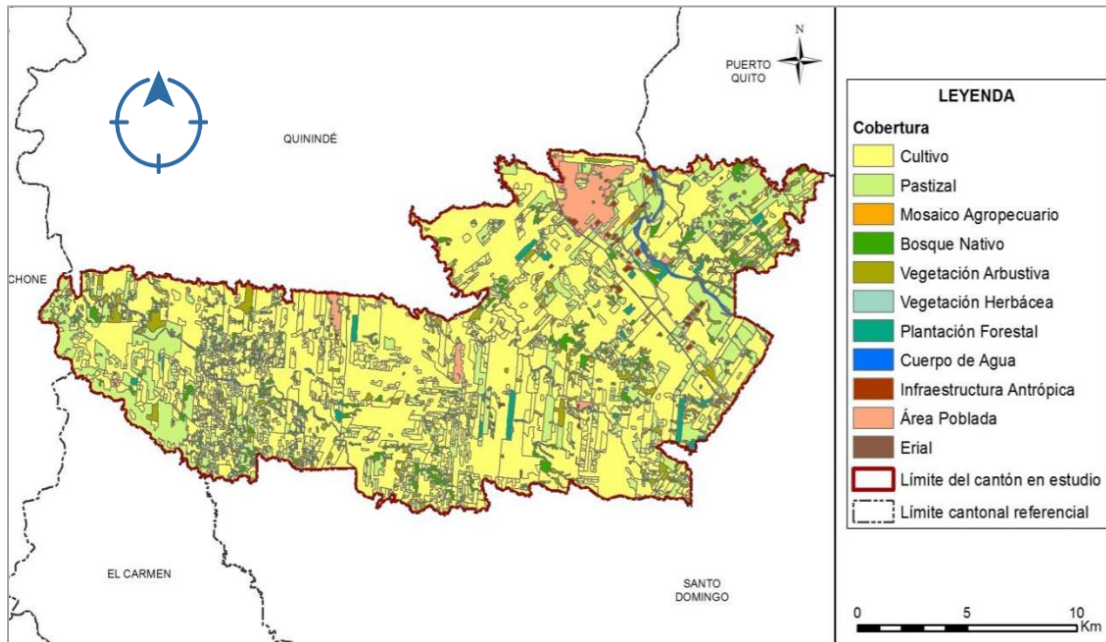 PUERTO
QUITO
N
QUININDÉ
CHONE
EL CARMEN
SANTO
DOMINGO
LEYENDA
Cobertura
Cultivo
Pastizal
Mosaico Agropecuario
Bosque Nativo
Vegetación Arbustiva
Vegetación Herbácea
Plantación Forestal
Cuerpo de Agua
Infraestructura Antrópica
Área Poblada
Erial
Límite del cantón en estudio
Límite cantonal referencial
0 5 10
Km